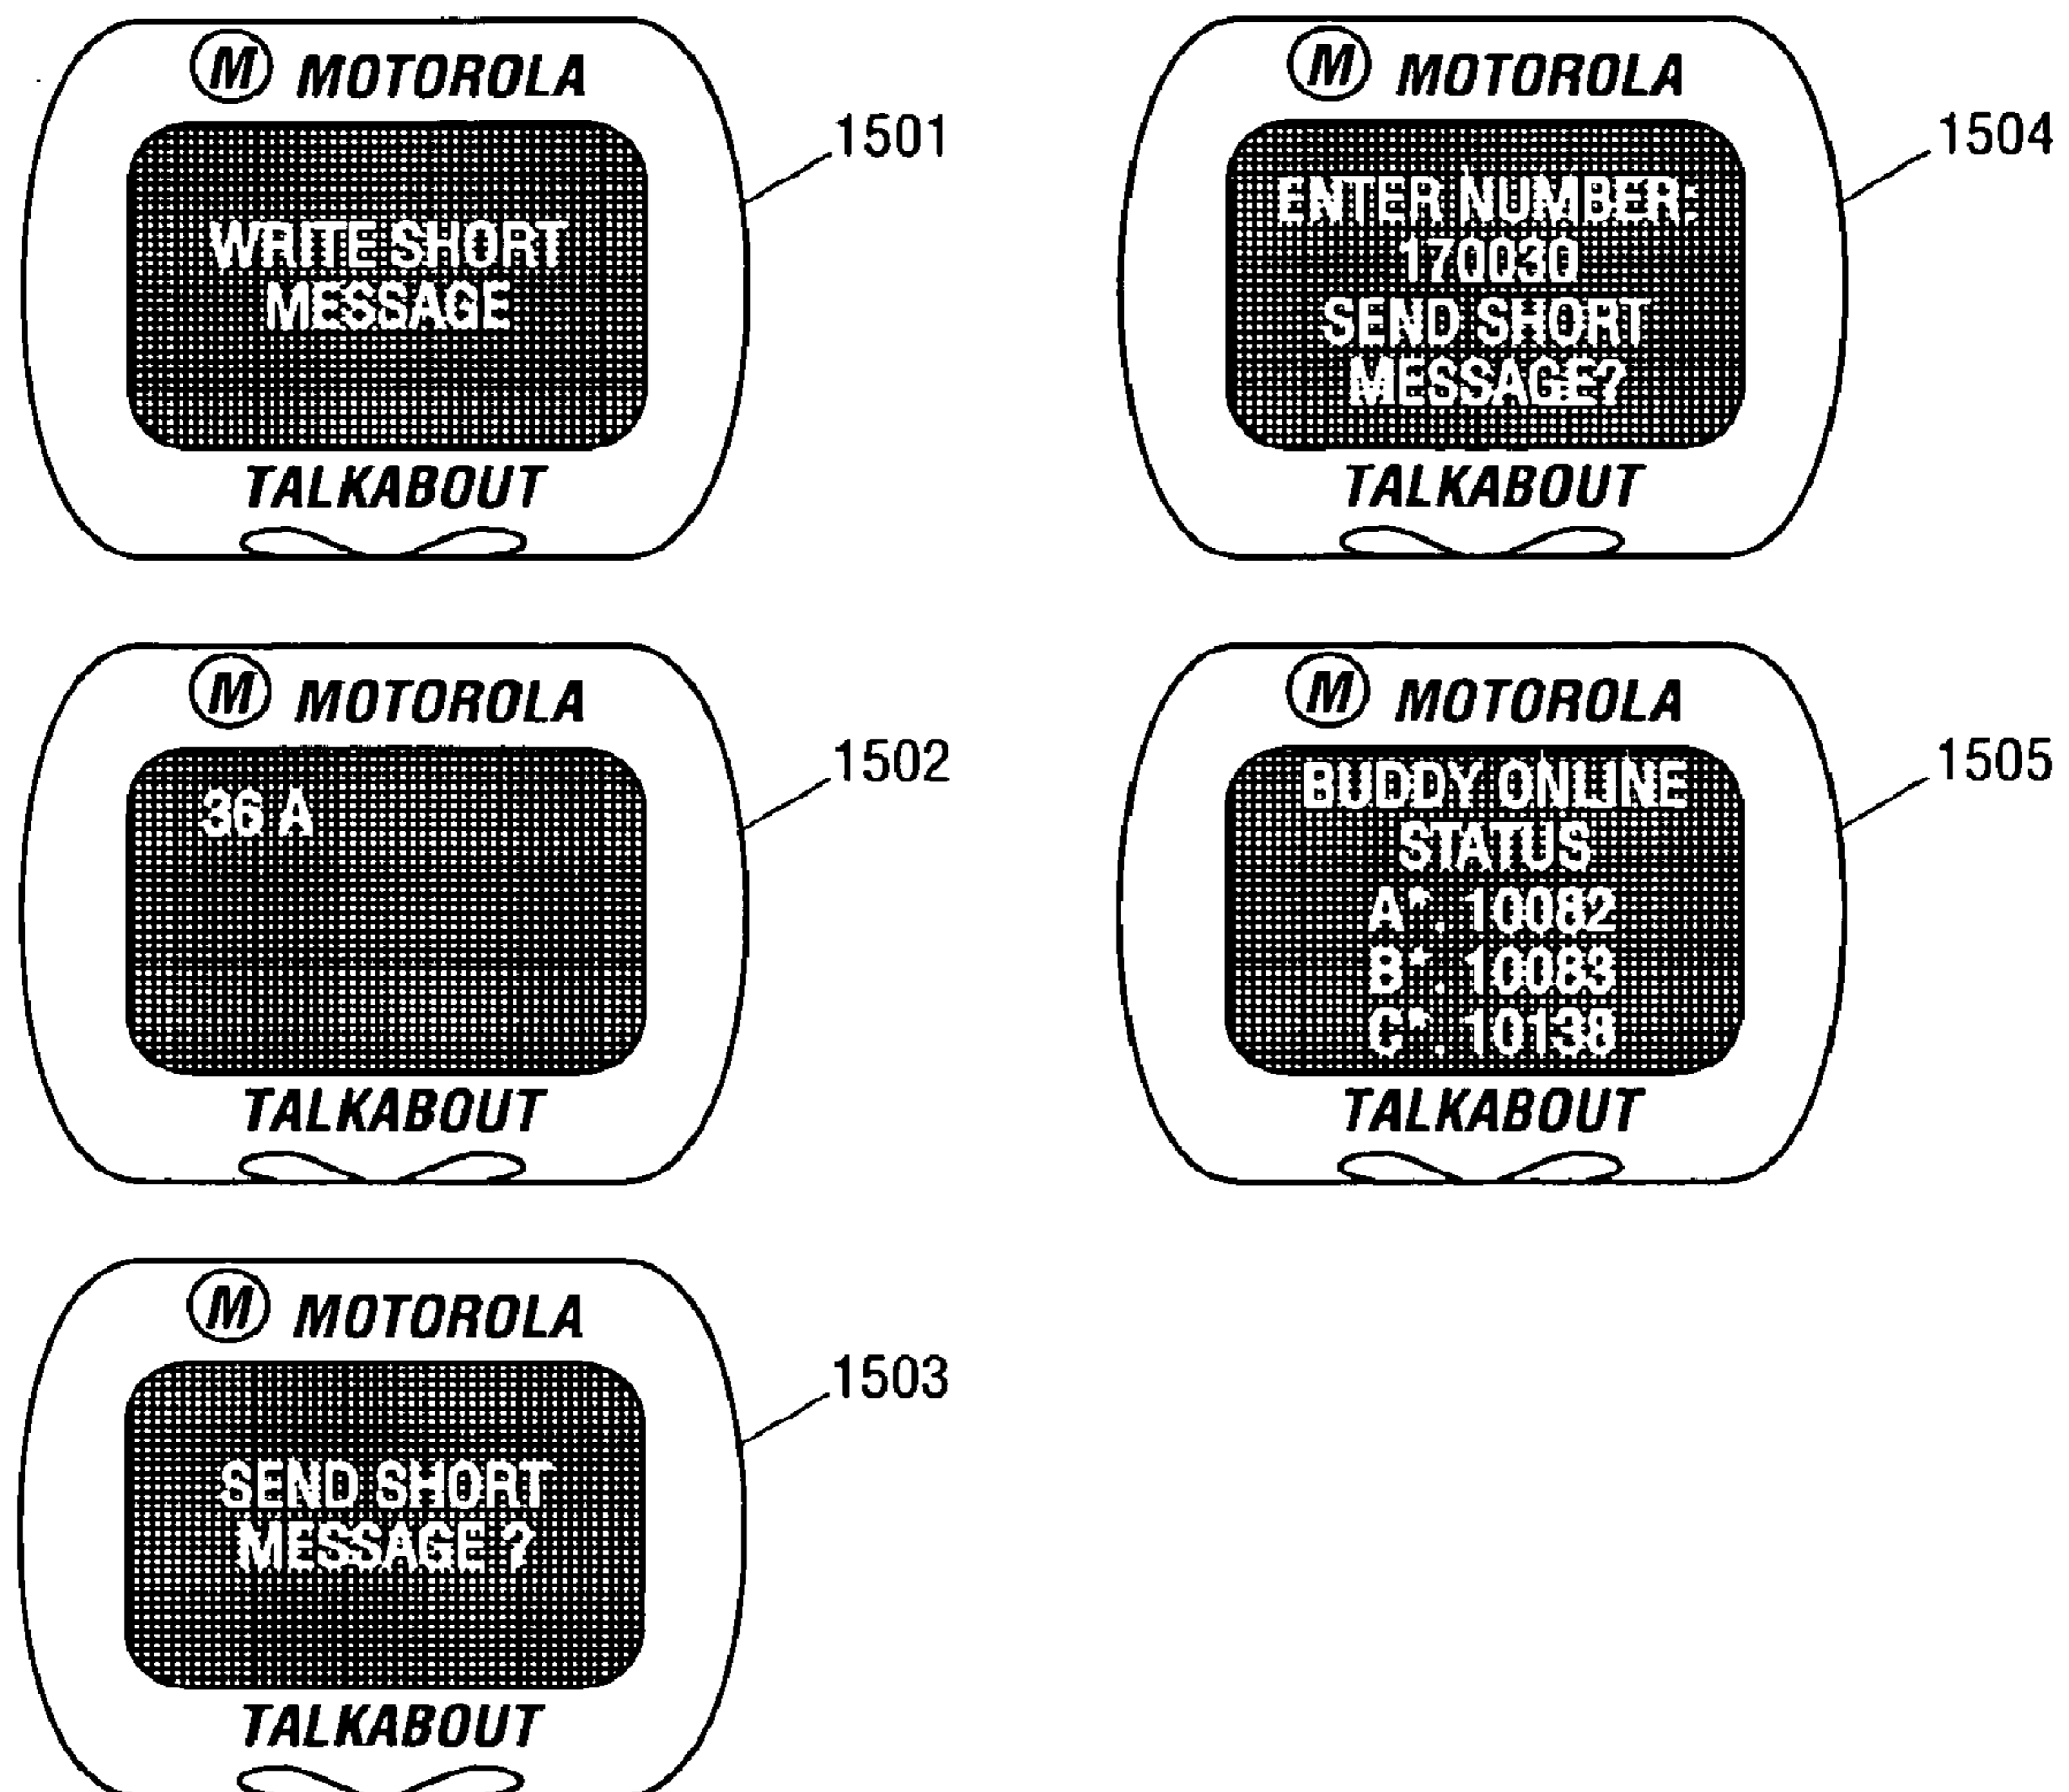 M MOTOROLA
WRITE SHORT
MESSAGE
TALKABOUT
1501
M MOTOROLA
36 A
TALKABOUT
1502
M MOTOROLA
SEND SHORT
MESSAGE ?
TALKABOUT
1503
M MOTOROLA
ENTER NUMBER:
170030
SEND SHORT
MESSAGE?
TALKABOUT
1504
M MOTOROLA
BUDDY ONLINE
STATUS
A*. 10082
B*. 10083
C*. 10138
TALKABOUT
1505